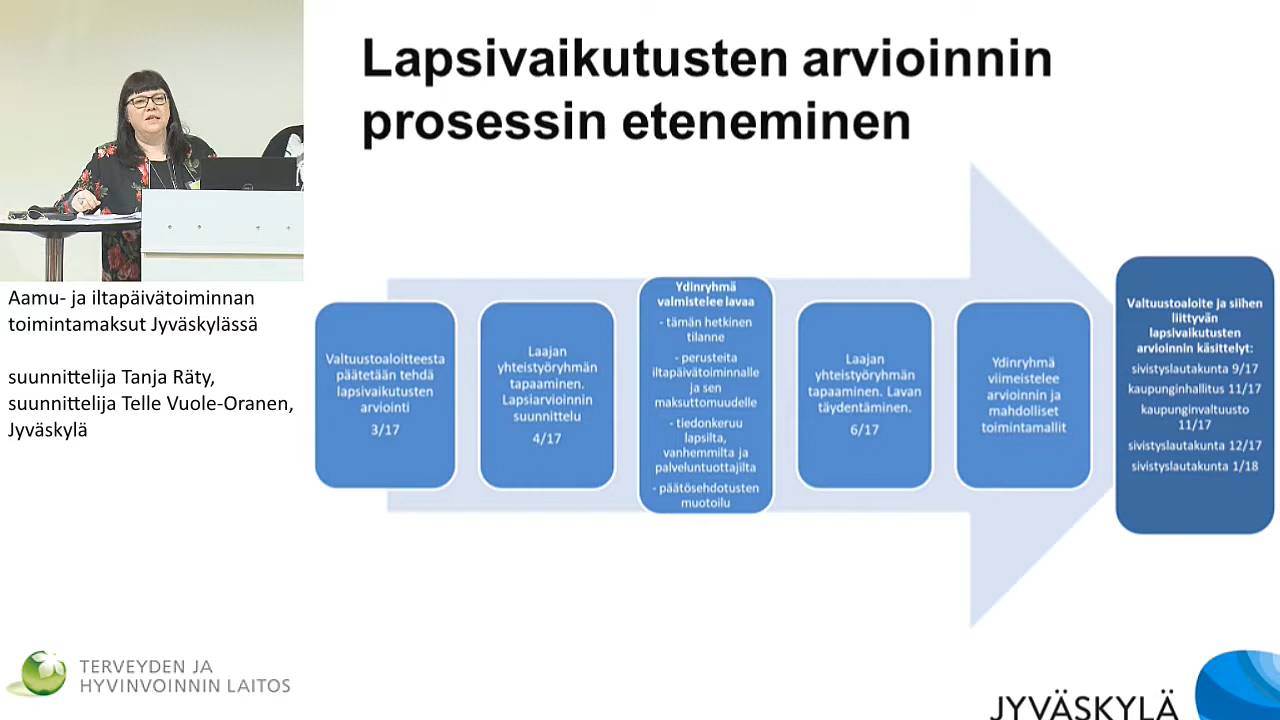 Lapsivaikutusten arvioinnin
prosessin eteneminen
Aamu- ja iltapäivätoiminnan
toimintamaksut Jyväskylässä
suunnittelija Tanja Räty,
suunnittelija Telle Vuole-Oranen,
Jyväskylä
Valtuustoaloitteesta
päätetään tehdä
lapsivaikutusten
arviointi
3/17
Laajan
yhteistyöryhmän
tapaaminen.
Lapsiarvioinnin
suunnittelu
4/17
Ydinryhmä
valmistelee lavaa
- tämän hetkinen
tilanne
- perusteita
iltapäivätoiminnalle
ja sen
maksuttomuudelle
- tiedonkeruu
lapsilta,
vanhemmilta ja
palveluntuottajilta
- päätösehdotusten
muotoilu
Laajan
yhteistyöryhmän
tapaaminen. Lavan
täydentäminen.
6/17
Ydinryhmä
viimeistelee
arvioinnin ja
mahdolliset
toimintamallit
Valtuustoaloite ja siihen
liittyvän
lapsivaikutusten
arvioinnin käsittelyt:
sivistyslautakunta 9/17
kaupunginhallitus 11/17
kaupunginvaltuusto
11/17
sivistyslautakunta 12/17
sivistyslautakunta 1/18
TERVEYDEN JA
HYVINVOINNIN LAITOS
JYVÄSKYLÄ